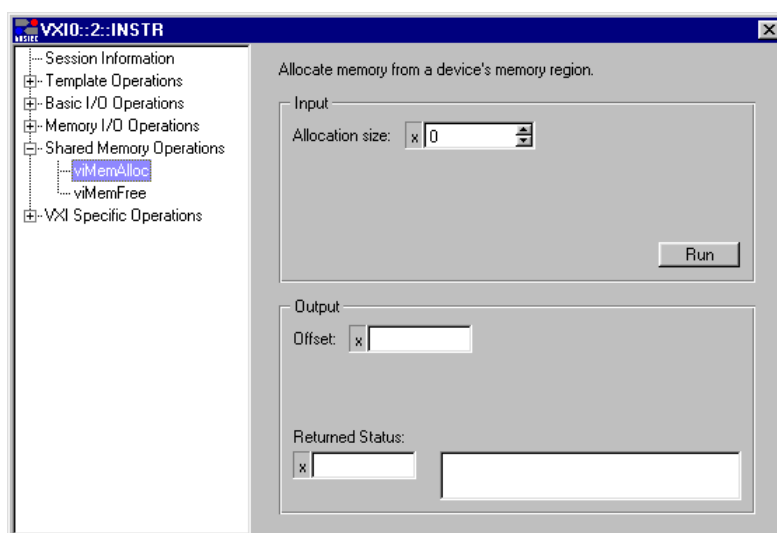 VXI0::2::INSTR
Session Information
Template Operations
Basic I/O Operations
Memory I/O Operations
Shared Memory Operations
viMemAlloc
viMemFree
VXI Specific Operations
Allocate memory from a device's memory region.
Input
Allocation size: x 0
Run
Output
Offset: x
Returned Status:
x